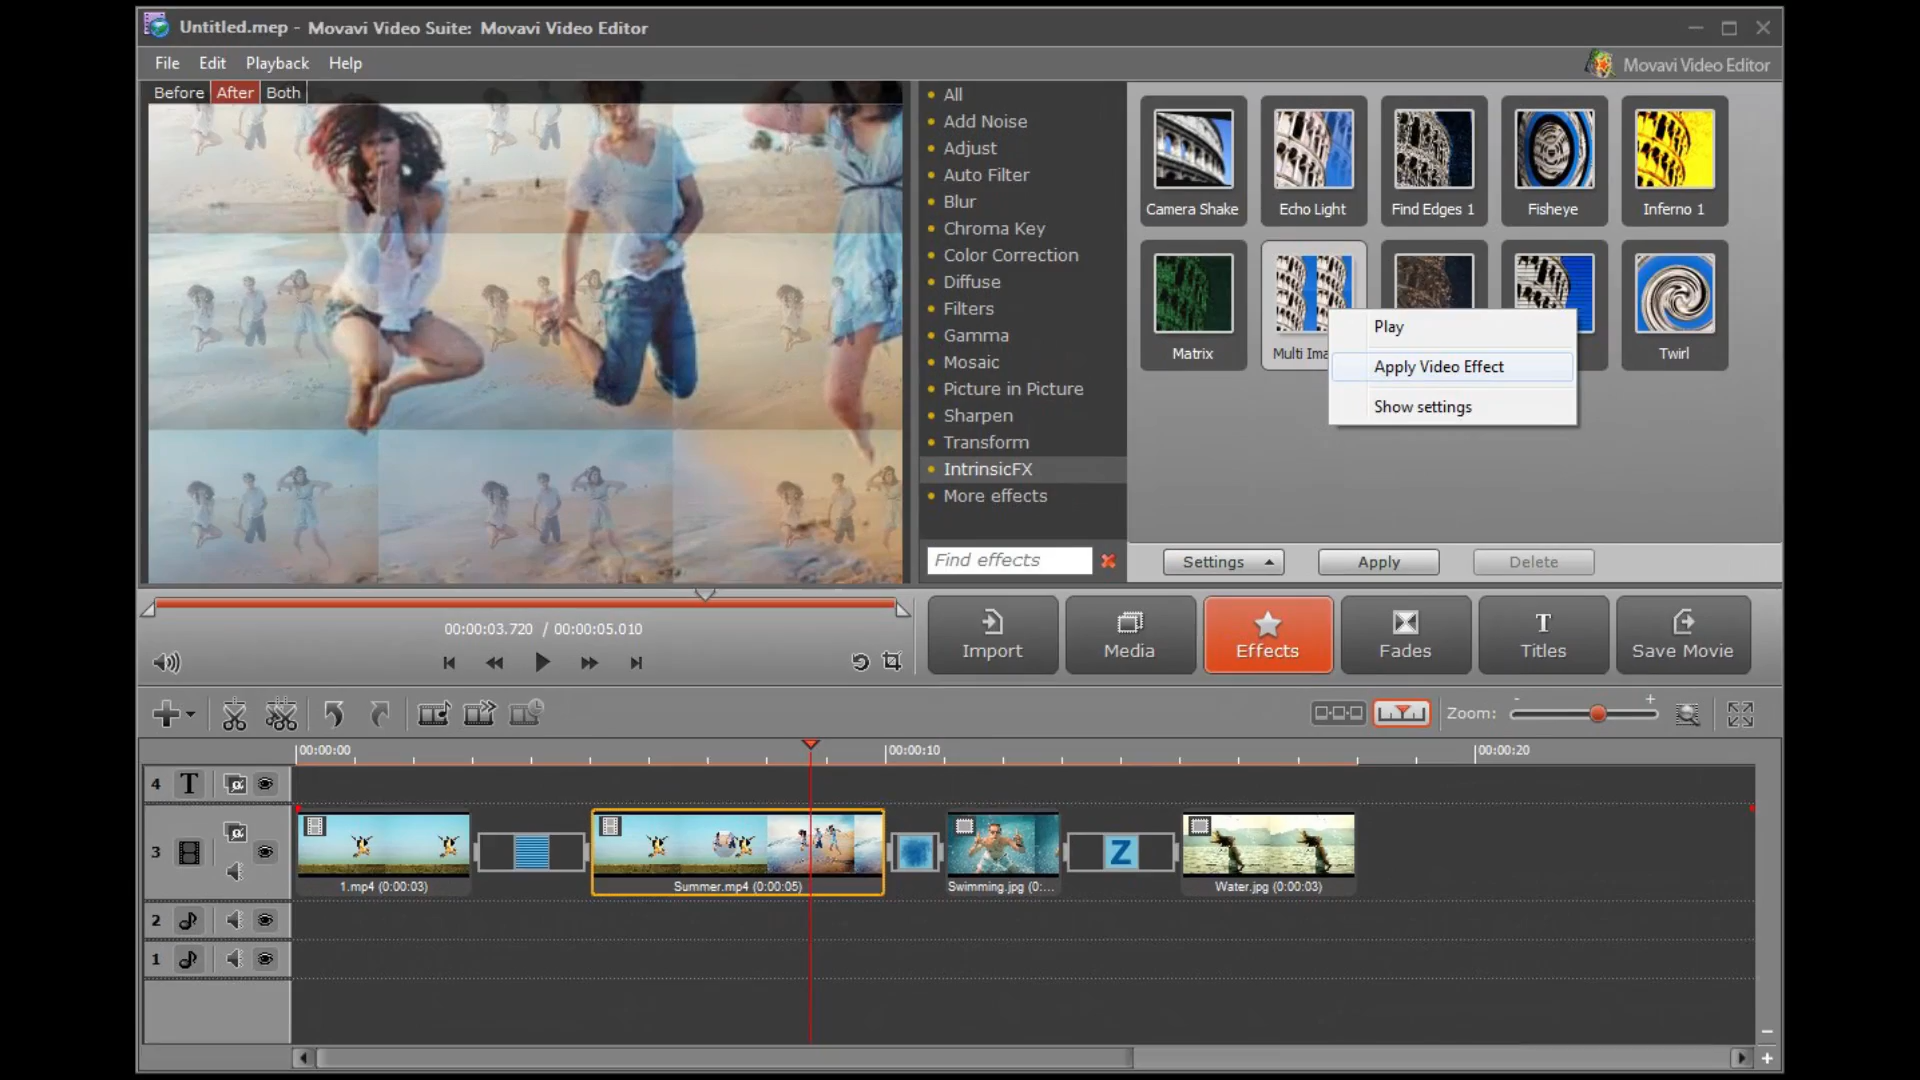 Untitled.mep - Movavi Video Suite: Movavi Video Editor
File Edit Playback Help
Movavi Video Editor
Before After Both
All
Add Noise
Adjust
Auto Filter
Blur
Chroma Key
Color Correction
Diffuse
Filters
Gamma
Mosaic
Picture in Picture
Sharpen
Transform
IntrinsicFX
More effects
Find effects
Camera Shake Echo Light Find Edges 1 Fisheye Inferno 1
Matrix Multi Ima Twirl
Play
Apply Video Effect
Show settings
Settings Apply Delete
00:00:03.720 / 00:00:05.010
Import Media Effects Fades Titles Save Movie
Zoom: - +
00:00:00 00:00:10 00:00:20
4 T
3
Z
1.mp4 (0:00:03) Summer.mp4 (0:00:05) Swimming.jpg (0:... Water.jpg (0:00:03)
2
1